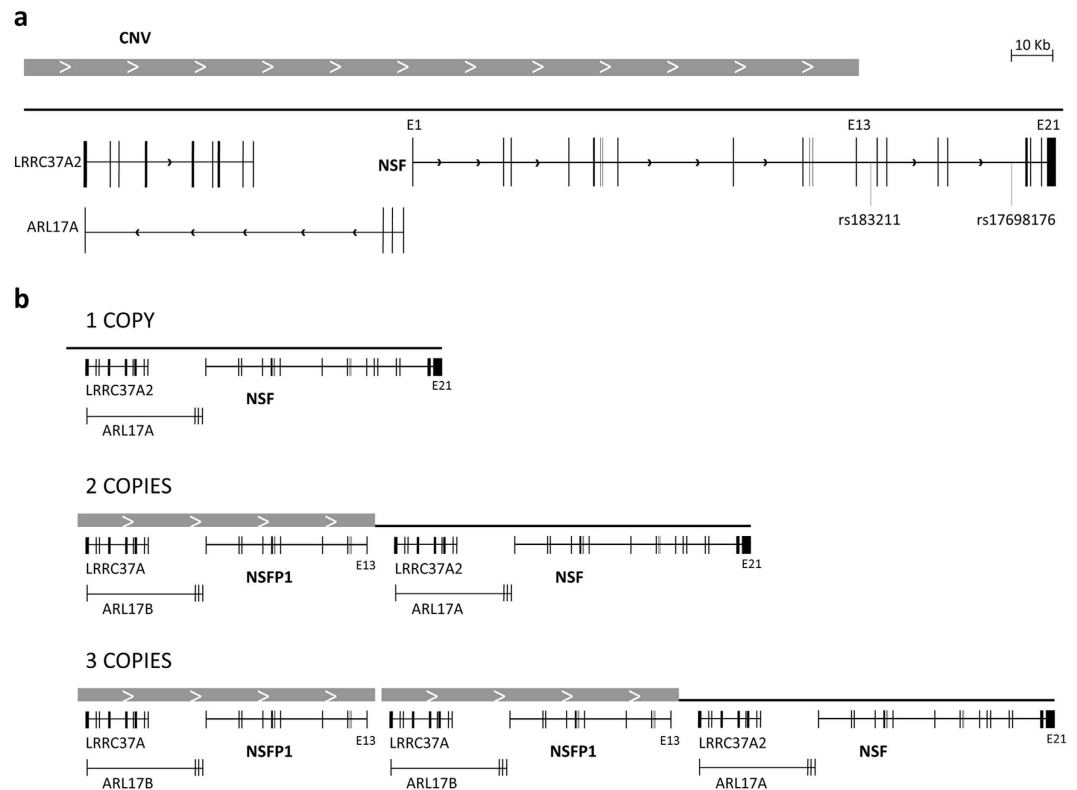 a
CNV
10 Kb
E1 E13 E21
LRRC37A2
NSF
ARL17A
rs183211 rs17698176
b
1 COPY
LRRC37A2
NSF
E21
ARL17A
2 COPIES
LRRC37A NSFP1 E13 LRRC37A2 NSF E21
ARL17B ARL17A
3 COPIES
LRRC37A NSFP1 E13 LRRC37A NSFP1 E13 LRRC37A2 NSF E21
ARL17B ARL17B ARL17A